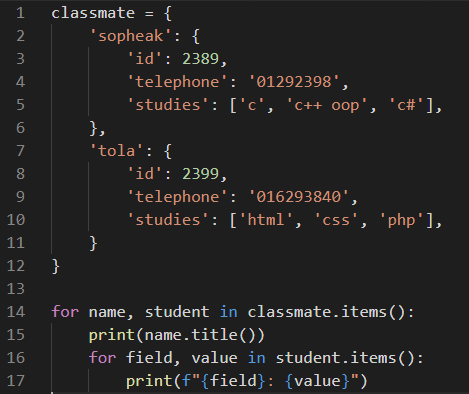 1 classmate = {
2     'sopheak': {
3         'id': 2389,
4         'telephone': '01292398',
5         'studies': ['c', 'c++ oop', 'c#'],
6     },
7     'tola': {
8         'id': 2399,
9         'telephone': '016293840',
10         'studies': ['html', 'css', 'php'],
11     }
12 }
13
14 for name, student in classmate.items():
15     print(name.title())
16     for field, value in student.items():
17         print(f"{field}: {value}")